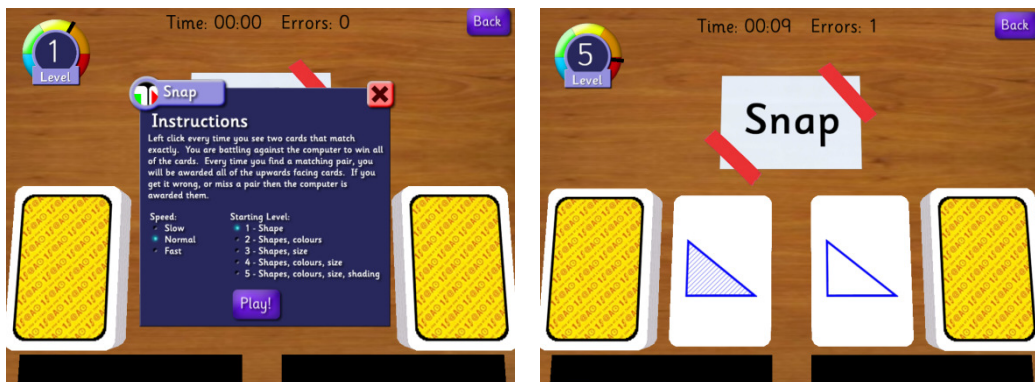 Time: 00:00 Errors: 0
Back
1
Level
Snap
Instructions
Left click every time you see two cards that match
exactly. You are battling against the computer to win all
of the cards. Every time you find a matching pair, you
will be awarded all of the upwards facing cards. If you
get it wrong, or miss a pair then the computer is
awarded them.
Speed:
Slow
Normal
Fast
Starting Level:
1 - Shape
2 - Shapes, colours
3 - Shapes, size
4 - Shapes, colours, size
5 - Shapes, colours, size, shading
Play!
Time: 00:09 Errors: 1
Back
5
Level
Snap